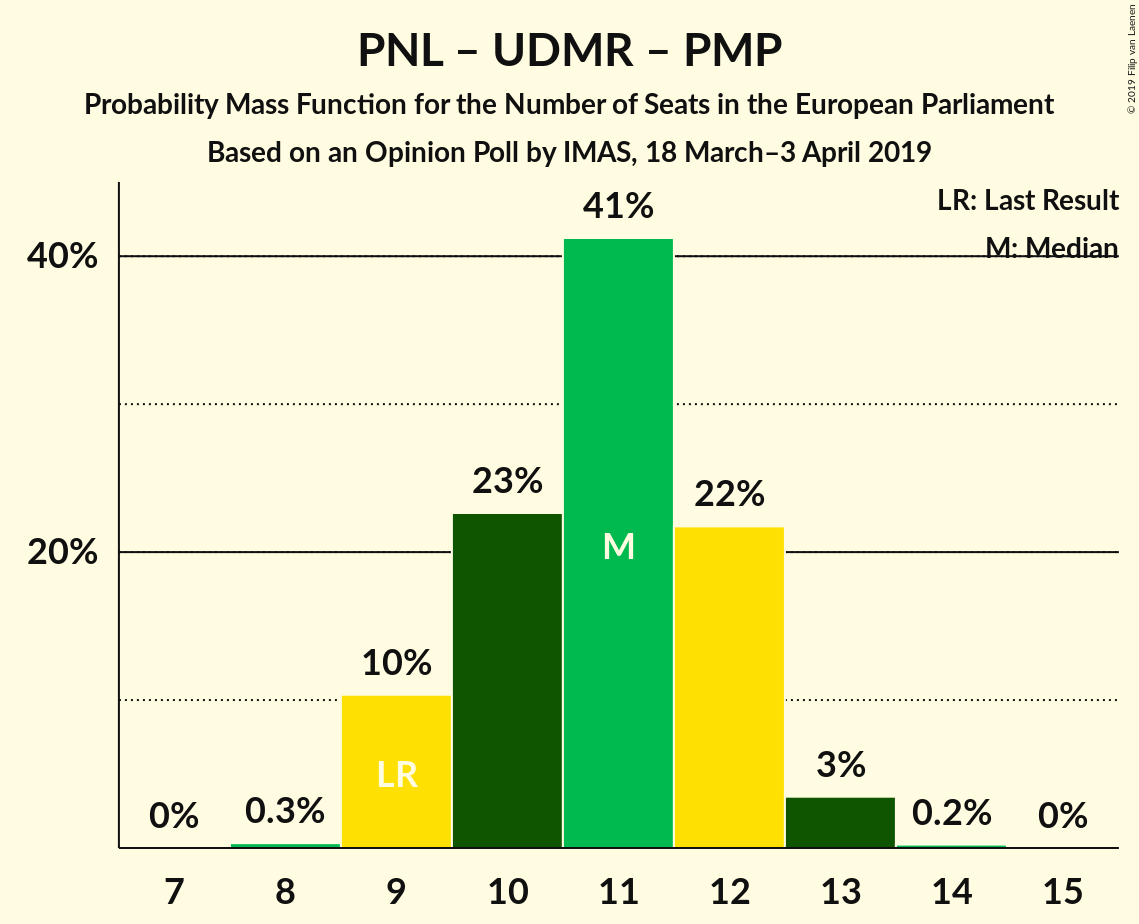 PNL – UDMR – PMP
Probability Mass Function for the Number of Seats in the European Parliament
Based on an Opinion Poll by IMAS, 18 March–3 April 2019
© 2019 Filip van Laenen
LR: Last Result
M: Median
40%
20%
0%
0.3%
10%
23%
41%
22%
3%
0.2%
0%
LR
M
7 8 9 10 11 12 13 14 15